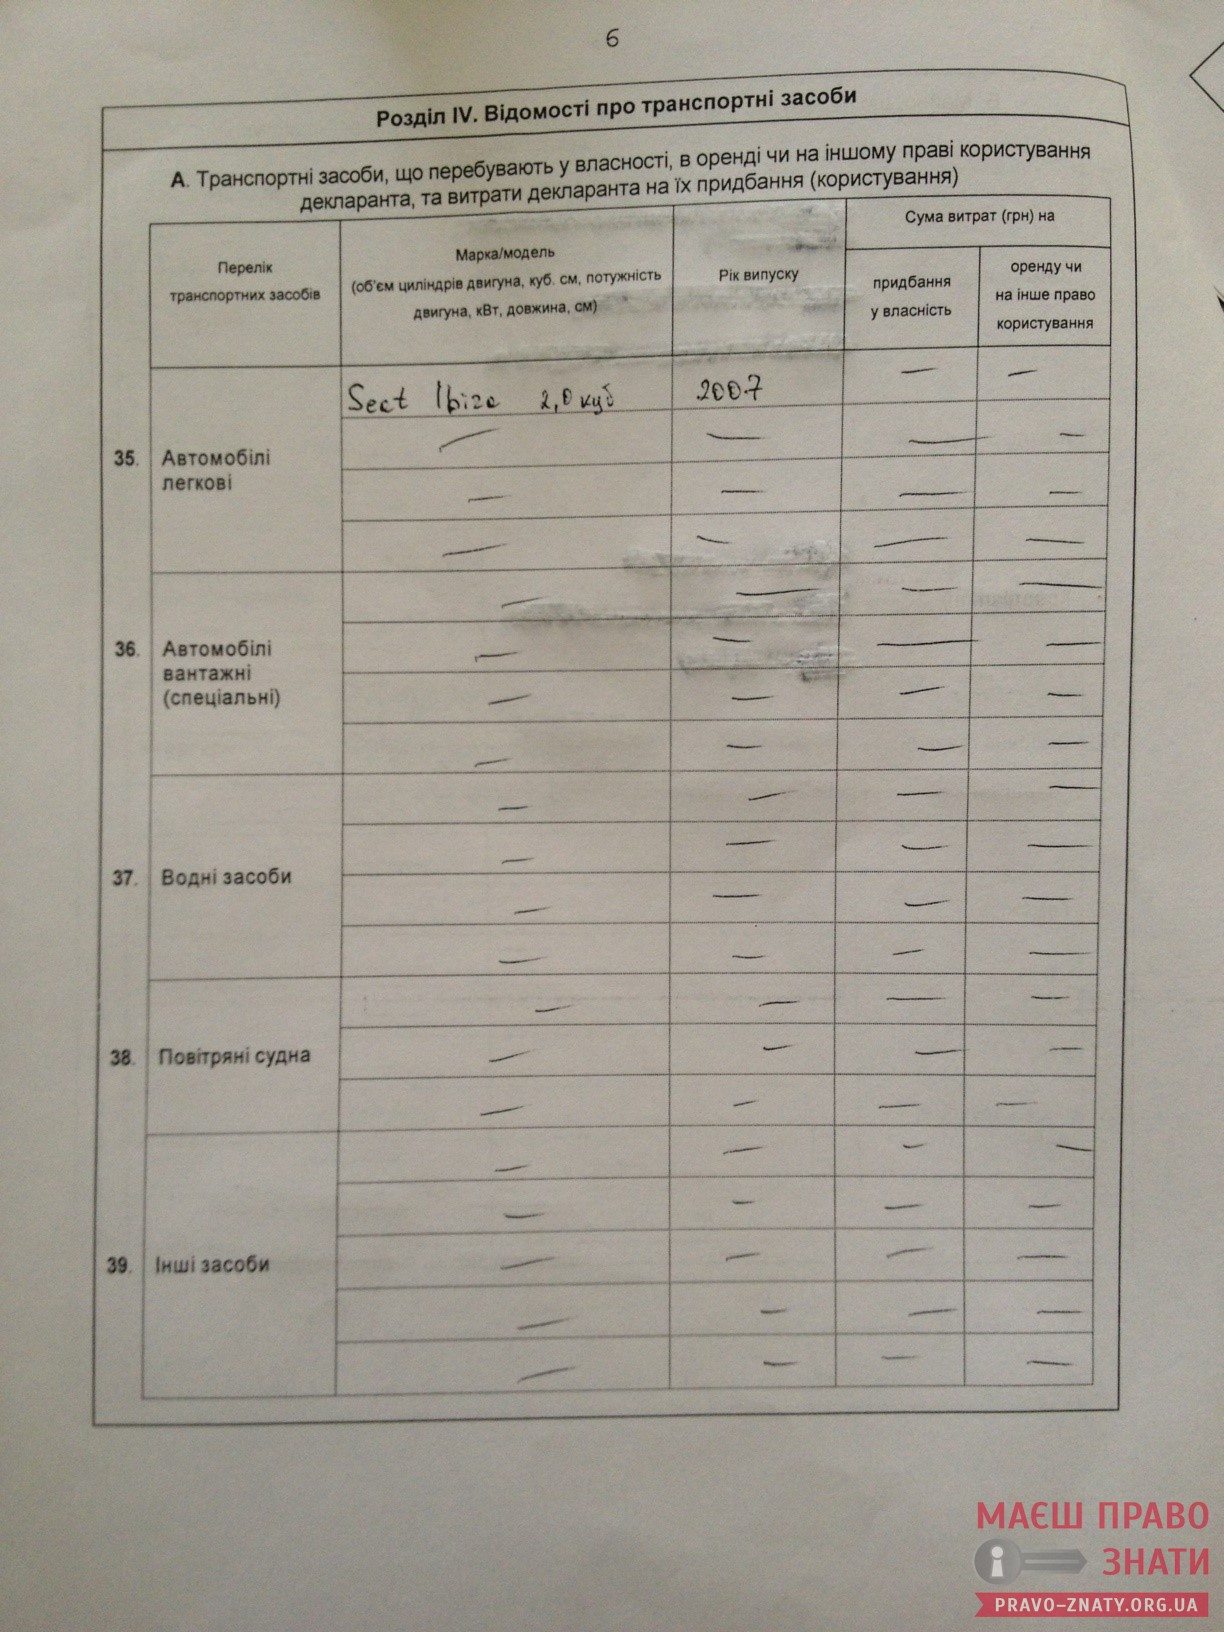 6
Розділ IV. Відомості про транспортні засоби
А. Транспортні засоби, що перебувають у власності, в оренді чи на іншому праві користування
декларанта, та витрати декларанта на їх придбання (користування)
Перелік
транспортних засобів
Марка/модель
(об'єм циліндрів двигуна, куб. см, потужність
двигуна, кВт, довжина, см)
Рік випуску
Сума витрат (грн) на
придбання
у власність
оренду чи
на інше право
користування
35. Автомобілі
легкові
Seat Ibiza 2,0 куб 2007 — —
— — — —
— — — —
— — — —
36. Автомобілі
вантажні
(спеціальні)
— — — —
— — — —
— — — —
— — — —
37. Водні засоби
— — — —
— — — —
— — — —
— — — —
38. Повітряні судна
— — — —
— — — —
— — — —
39. Інші засоби
— — — —
— — — —
— — — —
— — — —
— — — —
МАЄШ ПРАВО
ЗНАТИ
PRAVO-ZNATY.ORG.UA